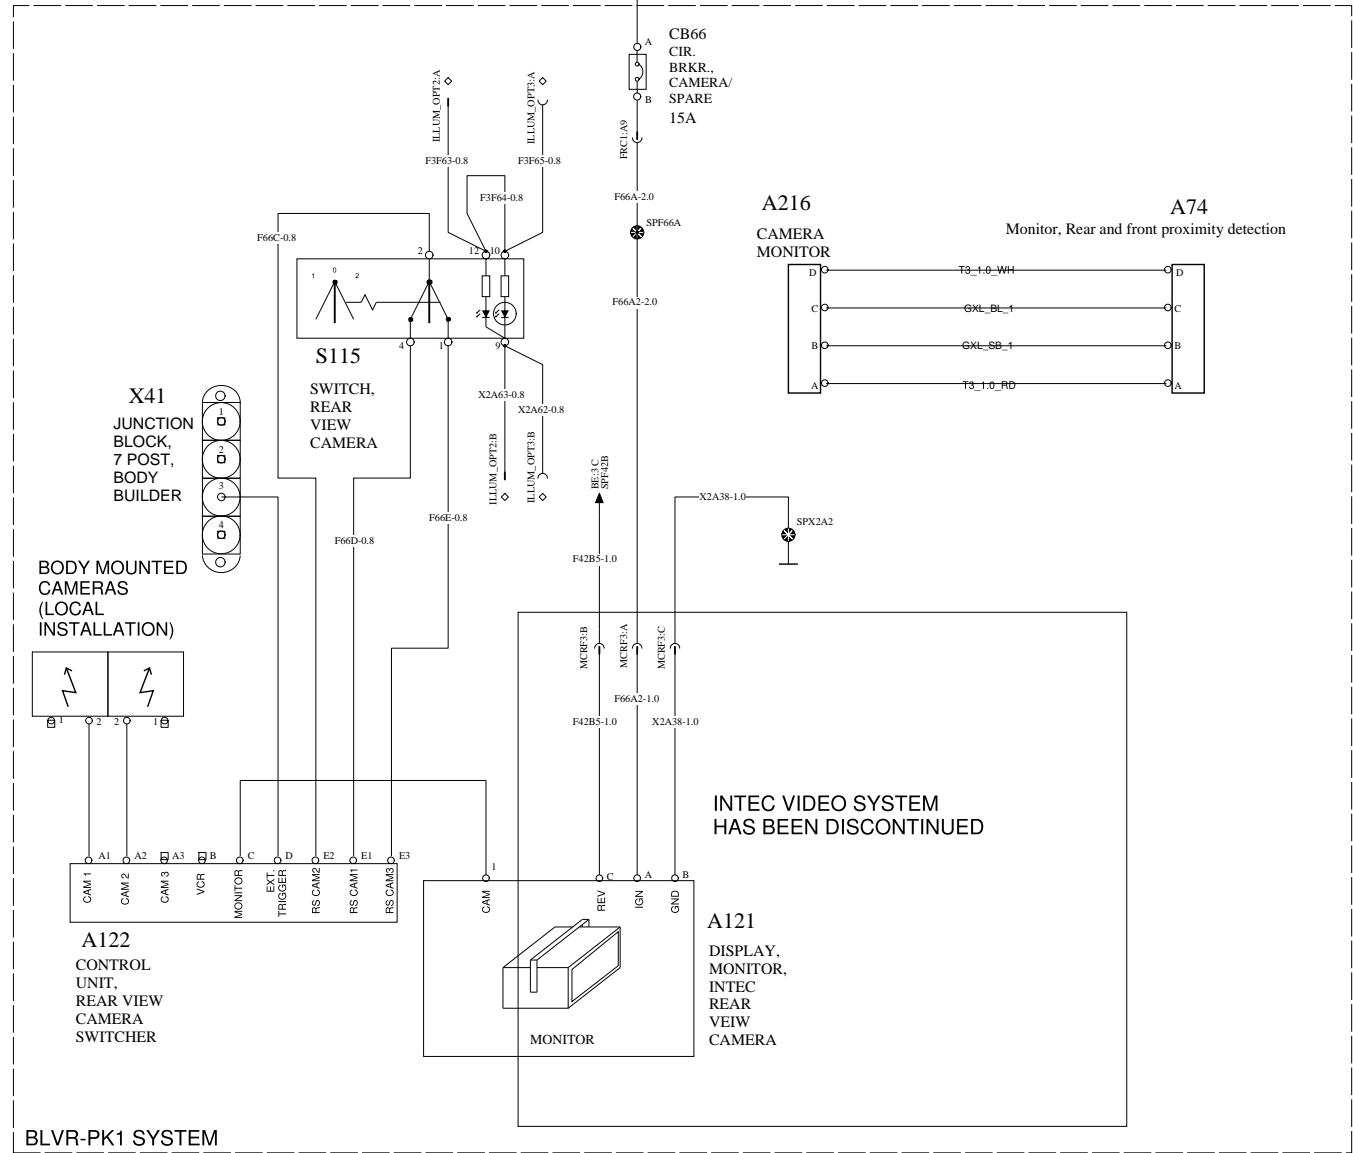 CB66
CIR.
BRKR.,
CAMERA/
SPARE
15A
A
B
FRC1:A9
F66A-2.0
SPF66A
F66A2-2.0
ILLUM_OPT2:A
ILLUM_OPT3:A
F3F63-0.8
F3F65-0.8
F3F64-0.8
F66C-0.8
2
12
10
1
0
2
4
1
9
S115
SWITCH,
REAR
VIEW
CAMERA
X2A63-0.8
X2A62-0.8
ILLUM_OPT2:B
ILLUM_OPT3:B
A216
CAMERA
MONITOR
A74
Monitor, Rear and front proximity detection
D
T3_1.0_WH
D
C
GXL_BL_1
C
B
GXL_SB_1
B
A
T3_1.0_RD
A
X41
JUNCTION
BLOCK,
7 POST,
BODY
BUILDER
1
2
3
4
F66E-0.8
F66D-0.8
BE:3 C
SPF42B
X2A38-1.0
SPX2A2
F42B5-1.0
BODY MOUNTED
CAMERAS
(LOCAL
INSTALLATION)
1
2
2
1
MCRF3:B
MCRF3:A
MCRF3:C
F66A2-1.0
F42B5-1.0
X2A38-1.0
INTEC VIDEO SYSTEM
HAS BEEN DISCONTINUED
A1
A2
A3
B
C
D
E2
E1
E3
CAM 1
CAM 2
CAM 3
VCR
MONITOR
EXT.
TRIGGER
RS CAM2
RS CAM1
RS CAM3
1
C
A
B
CAM
REV
IGN
GND
MONITOR
A122
CONTROL
UNIT,
REAR VIEW
CAMERA
SWITCHER
A121
DISPLAY,
MONITOR,
INTEC
REAR
VEIW
CAMERA
BLVR-PK1 SYSTEM